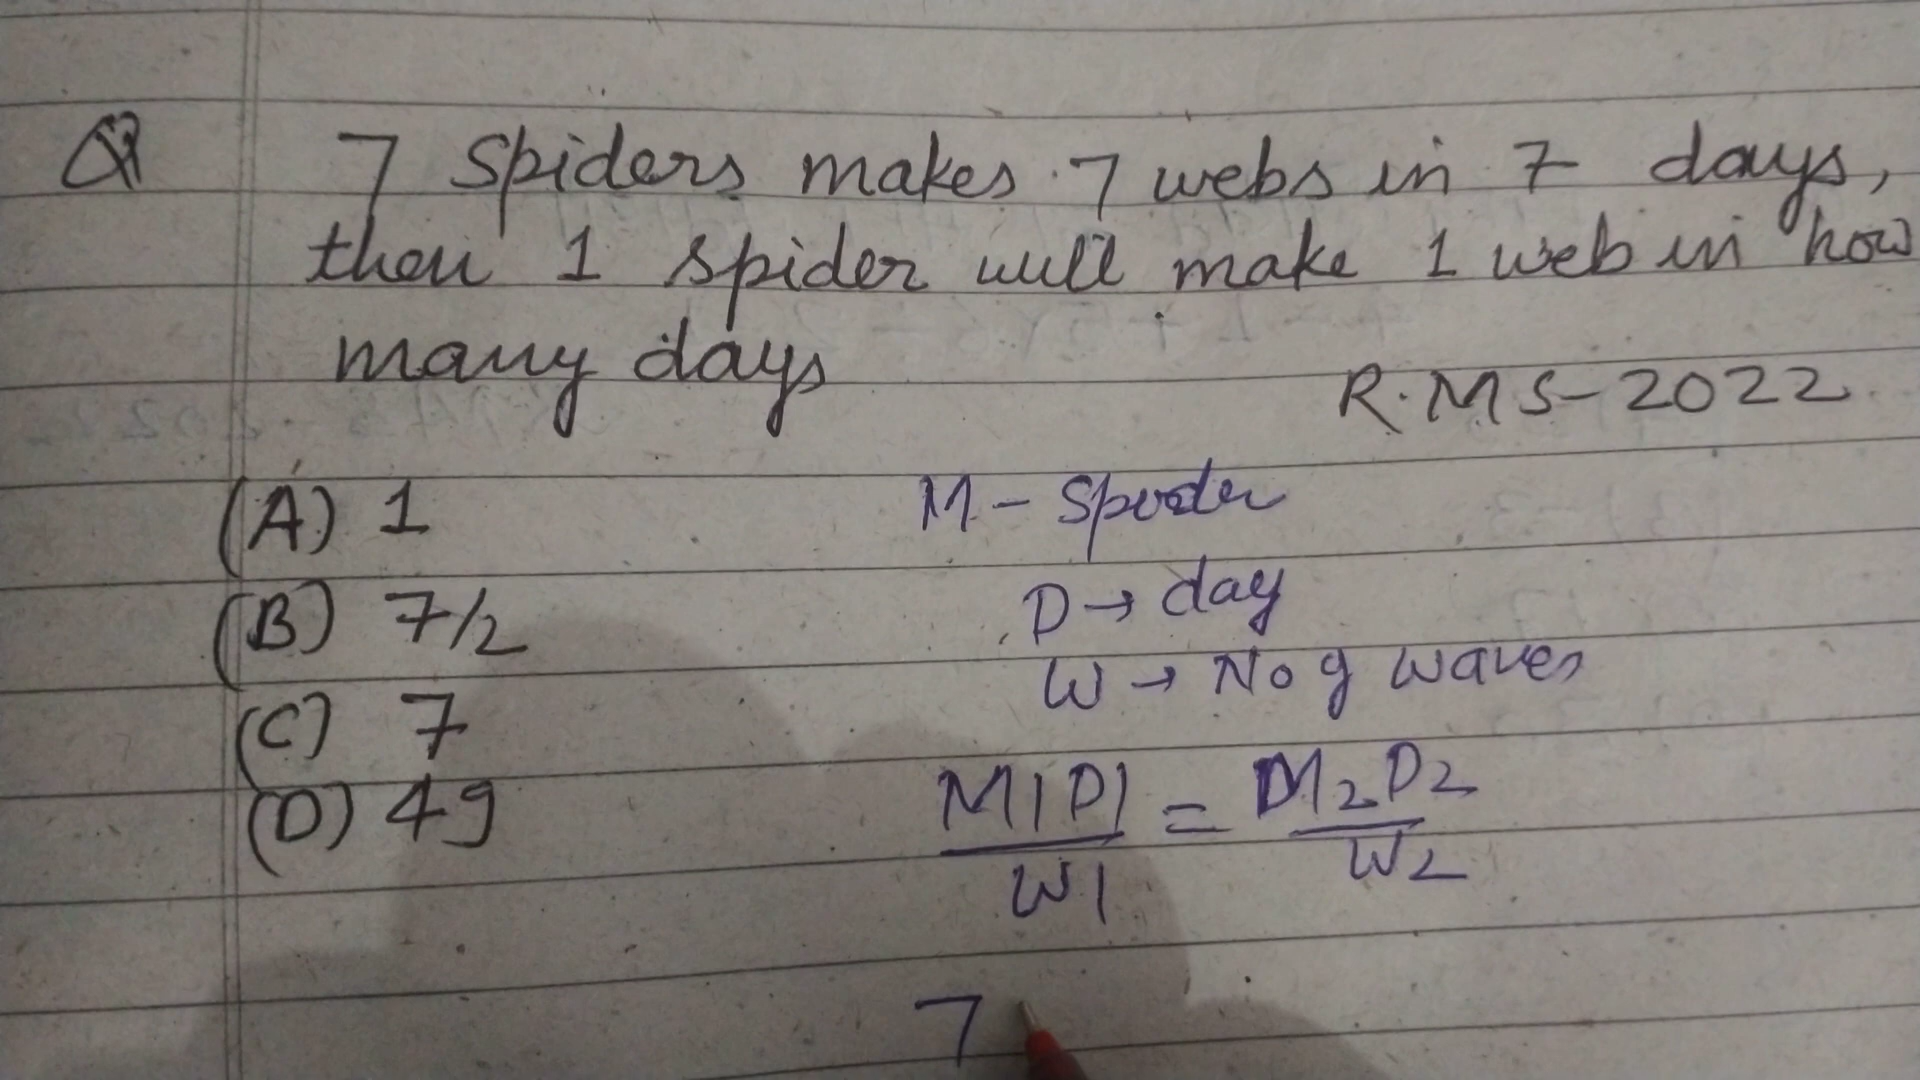 Q 7 Spiders makes 7 webs in 7 days,
then 1 spider will make 1 web in how
many days
R.MS-2022
(A) 1
(B) 7/2
(C) 7
(D) 49
M - Spider
D → day
W → No of waves
M1D1 = M2D2
W1 W2
7